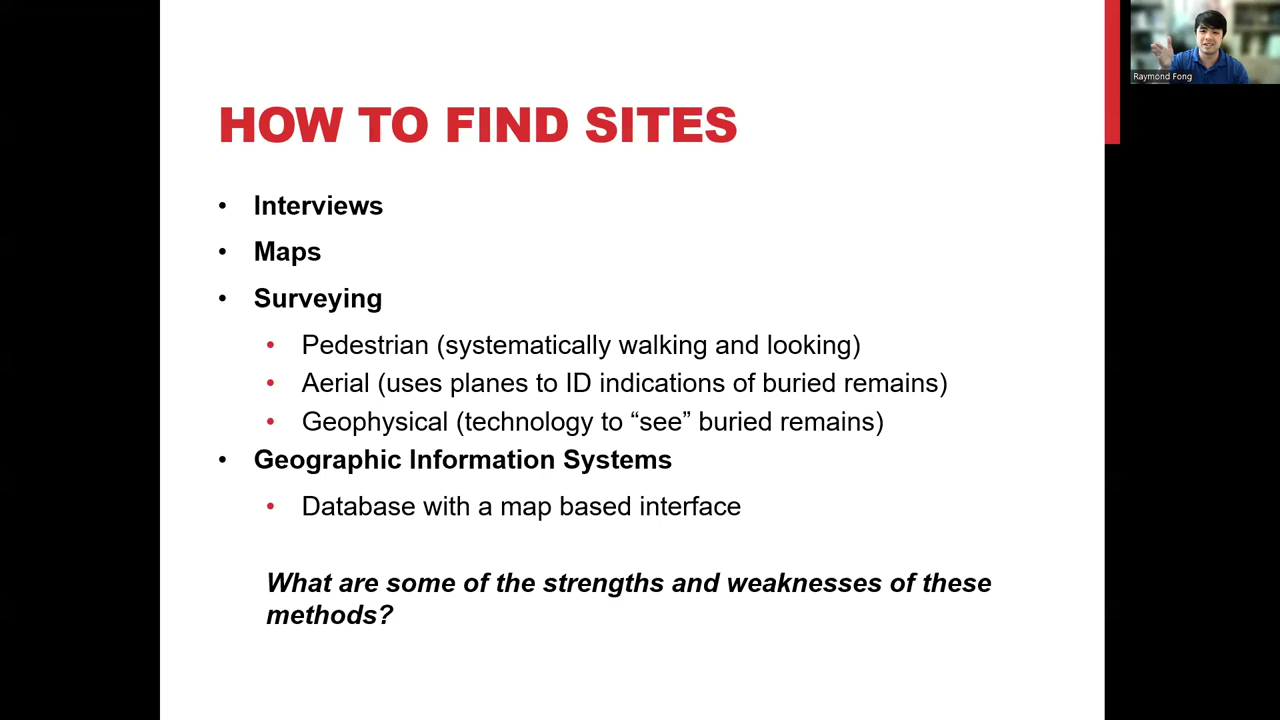 Raymond Fong
HOW TO FIND SITES
• Interviews
• Maps
• Surveying
• Pedestrian (systematically walking and looking)
• Aerial (uses planes to ID indications of buried remains)
• Geophysical (technology to “see” buried remains)
• Geographic Information Systems
• Database with a map based interface
What are some of the strengths and weaknesses of these
methods?